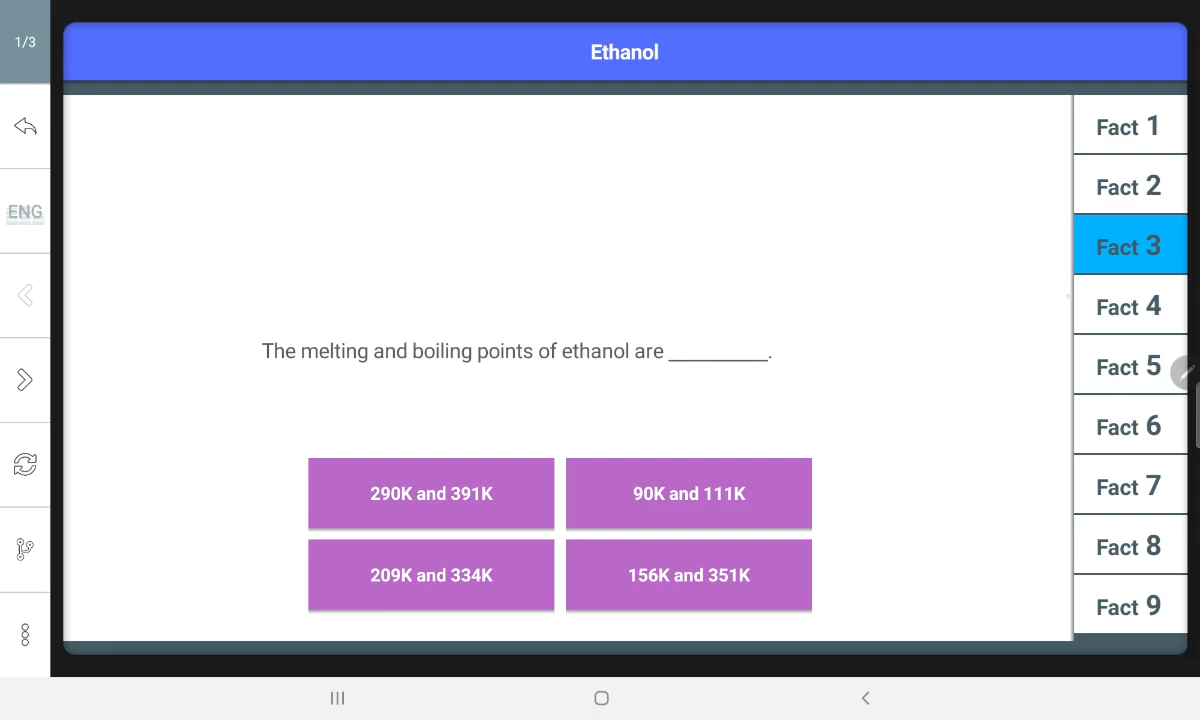 1/3
Ethanol
ENG
The melting and boiling points of ethanol are _________.
290K and 391K
90K and 111K
209K and 334K
156K and 351K
Fact 1
Fact 2
Fact 3
Fact 4
Fact 5
Fact 6
Fact 7
Fact 8
Fact 9